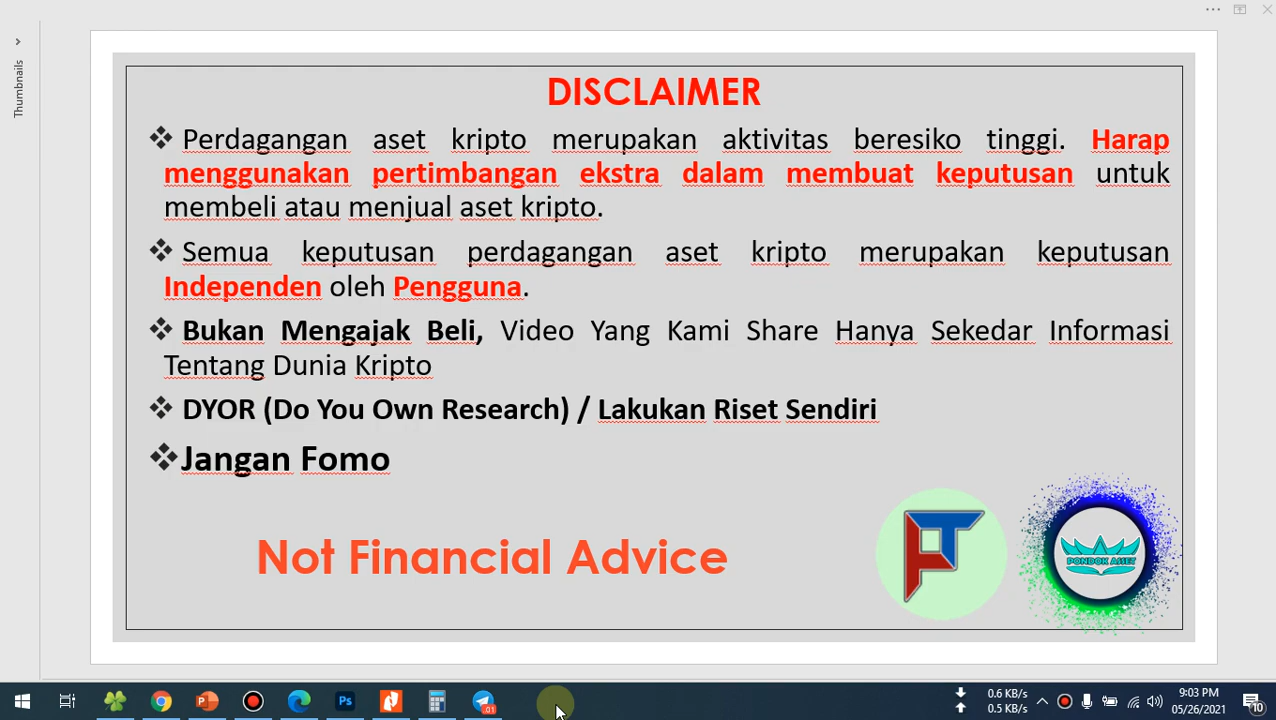 Thumbnails
DISCLAIMER
Perdagangan aset kripto merupakan aktivitas beresiko tinggi. Harap
menggunakan pertimbangan ekstra dalam membuat keputusan untuk
membeli atau menjual aset kripto.
Semua keputusan perdagangan aset kripto merupakan keputusan
Independen oleh Pengguna.
Bukan Mengajak Beli, Video Yang Kami Share Hanya Sekedar Informasi
Tentang Dunia Kripto
DYOR (Do You Own Research) / Lakukan Riset Sendiri
Jangan Fomo
Not Financial Advice
PONDOK ASSET
Ps
.01
0.6 KB/s
0.5 KB/s
9:03 PM
05/26/2021
10